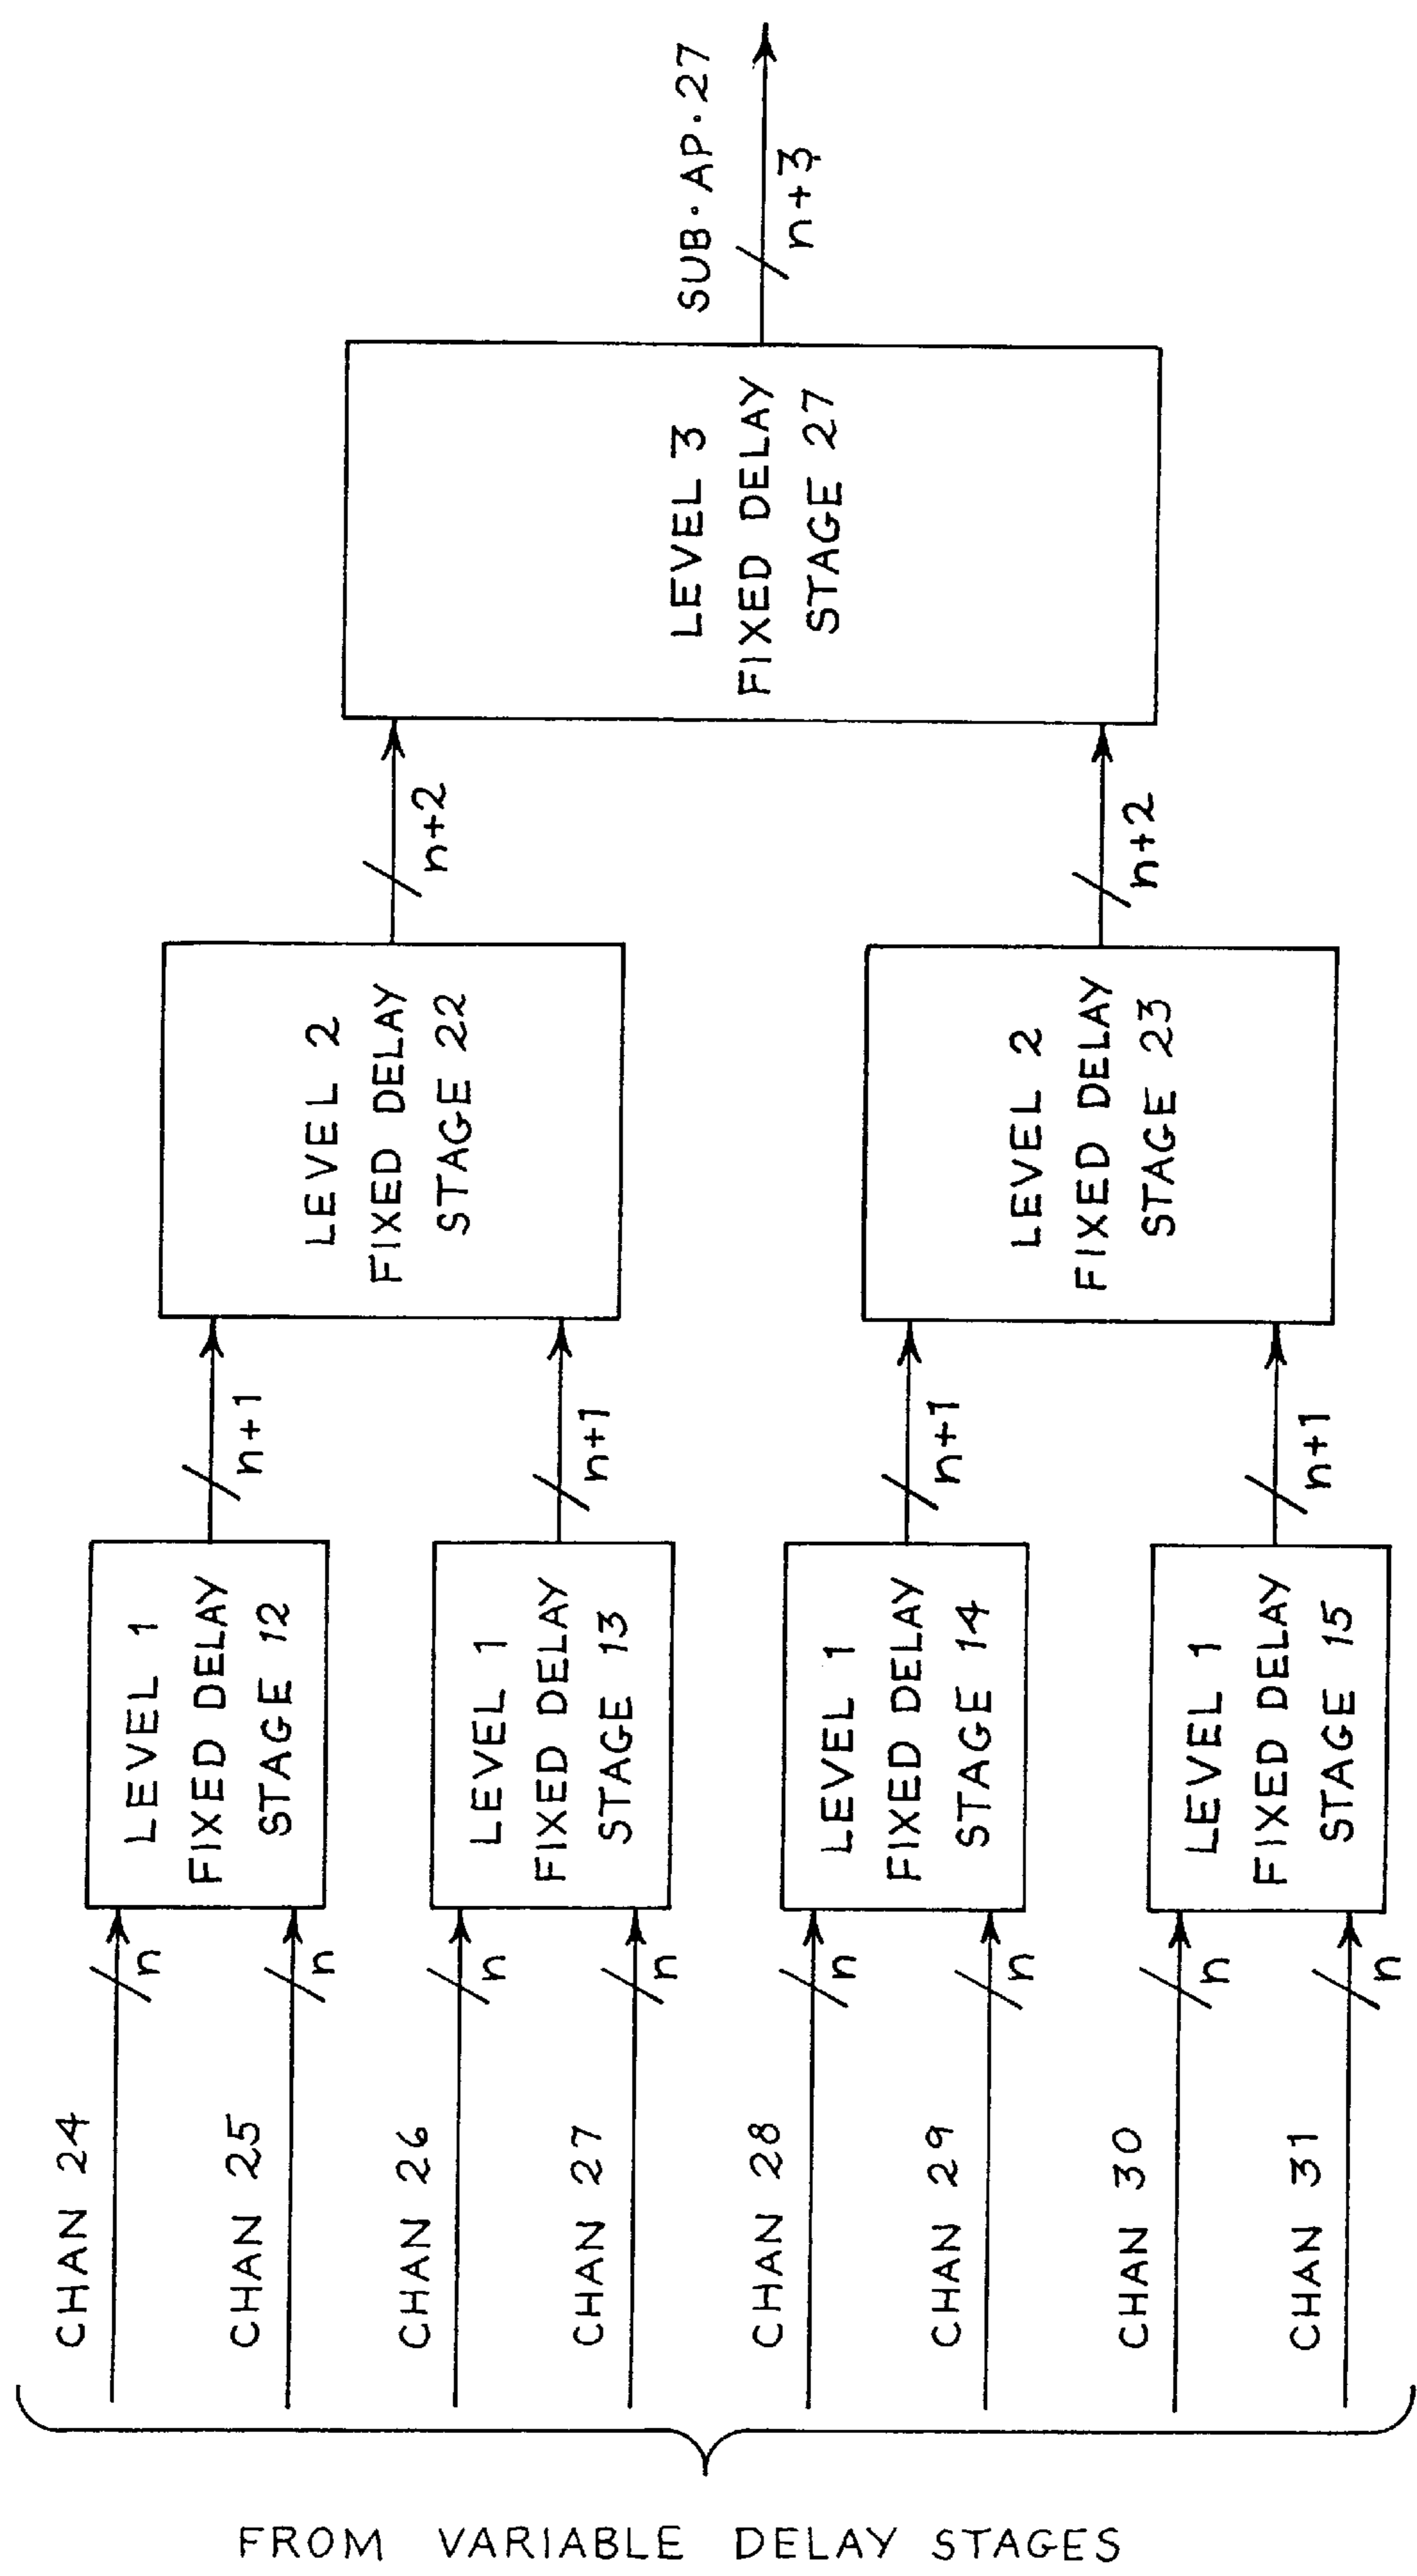 FROM VARIABLE DELAY STAGES
CHAN 24
n
CHAN 25
n
CHAN 26
n
CHAN 27
n
CHAN 28
n
CHAN 29
n
CHAN 30
n
CHAN 31
n
LEVEL 1
FIXED DELAY
STAGE 12
n+1
LEVEL 1
FIXED DELAY
STAGE 13
n+1
LEVEL 1
FIXED DELAY
STAGE 14
n+1
LEVEL 1
FIXED DELAY
STAGE 15
n+1
LEVEL 2
FIXED DELAY
STAGE 22
n+2
LEVEL 2
FIXED DELAY
STAGE 23
n+2
LEVEL 3
FIXED DELAY
STAGE 27
SUB. AP. 27
n+3